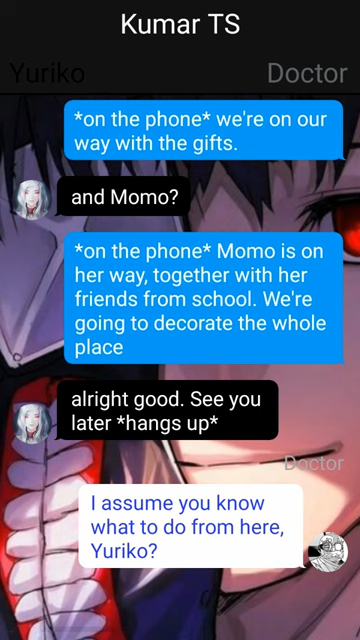 Kumar TS
Yuriko
Doctor
*on the phone* we're on our
way with the gifts.
and Momo?
*on the phone* Momo is on
her way, together with her
friends from school. We're
going to decorate the whole
place
alright good. See you
later *hangs up*
Doctor
I assume you know
what to do from here,
Yuriko?